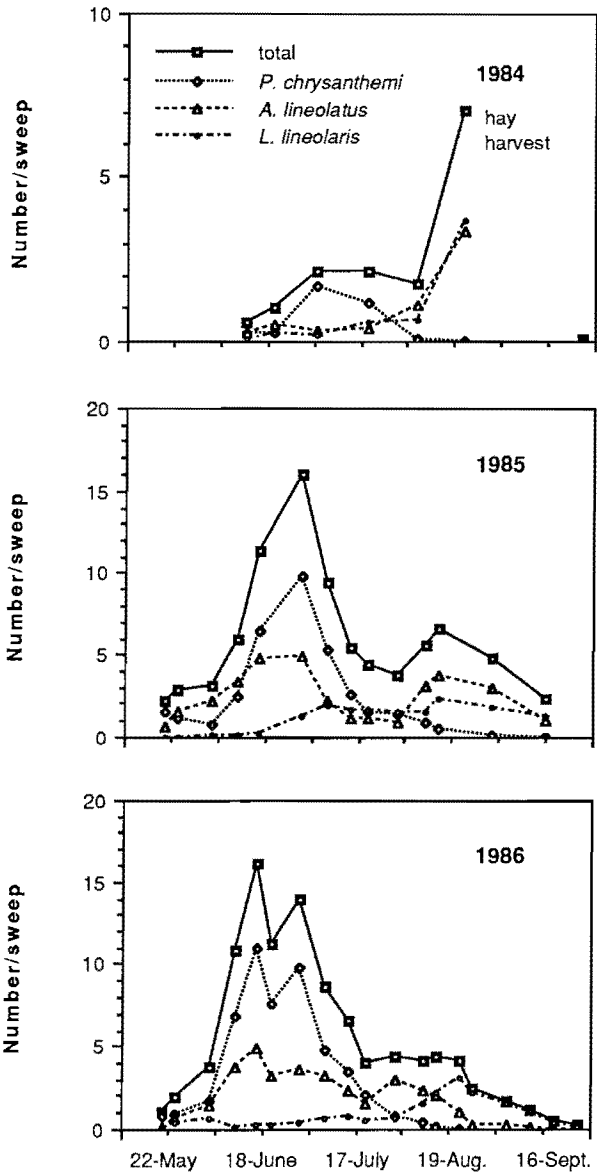 10
5
0
Number/sweep
total
P. chrysanthemi
A. lineolatus
L. lineolaris
1984
hay
harvest
20
15
10
5
0
Number/sweep
1985
20
15
10
5
0
Number/sweep
1986
22-May 18-June 17-July 19-Aug. 16-Sept.